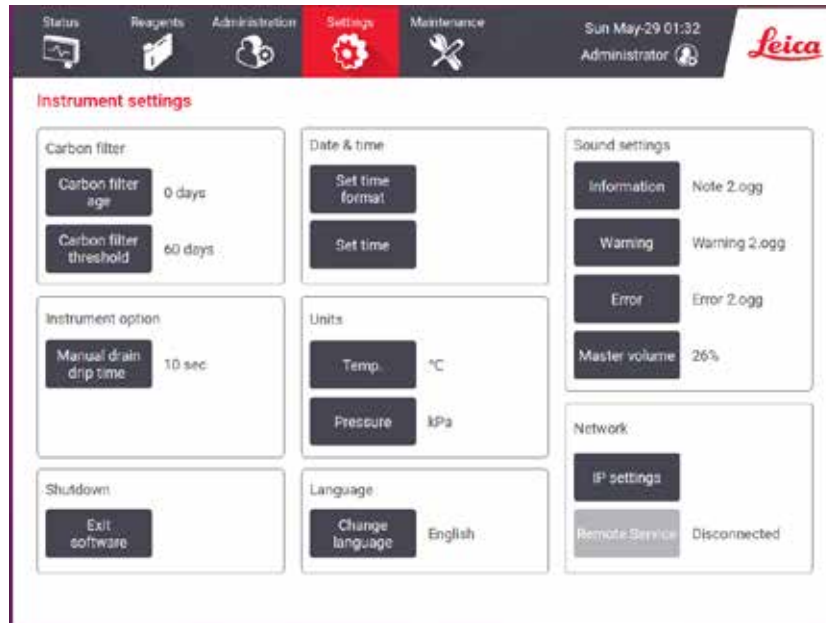 Status
Reagents
Administration
Settings
Maintenance
Sun May-29 01:32
Administrator
Leica
Instrument settings
Carbon filter
Carbon filter
age
0 days
Carbon filter
threshold
60 days
Instrument option
Manual drain
drip time
10 sec
Shutdown
Exit
software
Date & time
Set time
format
Set time
Units
Temp.
°C
Pressure
kPa
Language
Change
language
English
Sound settings
Information
Note 2.ogg
Warning
Warning 2.ogg
Error
Error 2.ogg
Master volume
26%
Network
IP settings
Remote Service
Disconnected